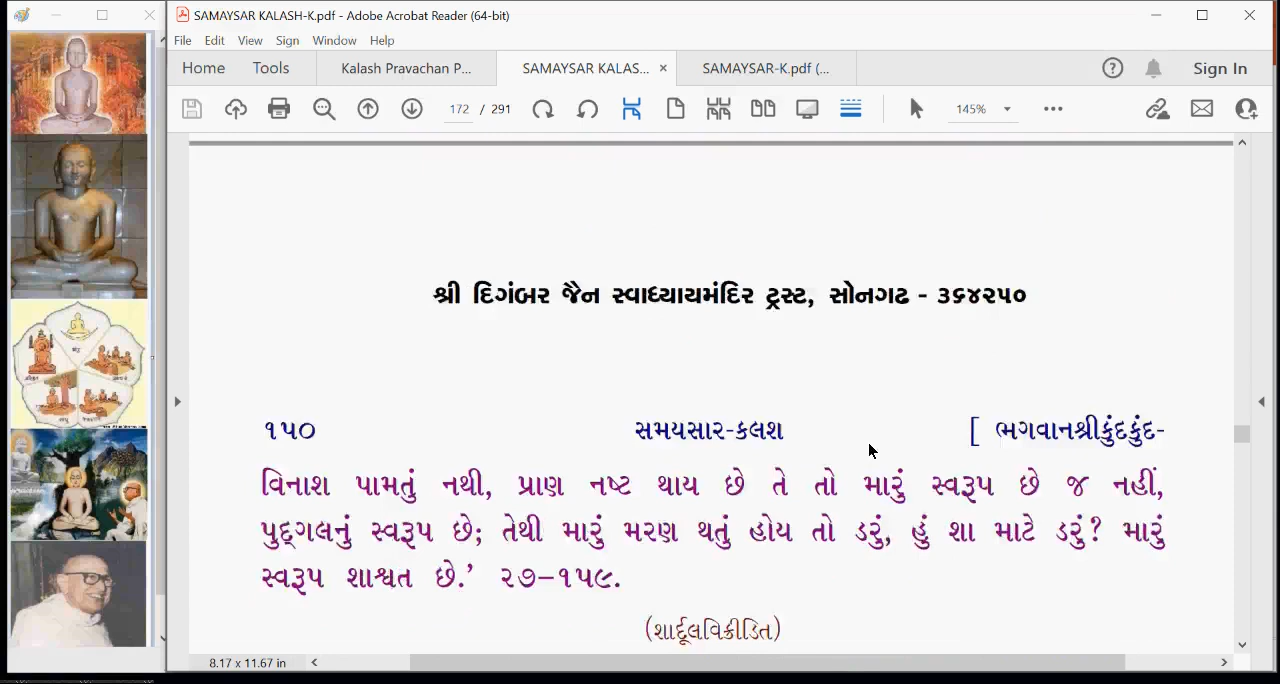 SAMAYSAR KALASH-K.pdf - Adobe Acrobat Reader (64-bit)
File Edit View Sign Window Help
Home Tools Kalash Pravachan P... SAMAYSAR KALAS... × SAMAYSAR-K.pdf (... Sign In
172 / 291 145%
શ્રી દિગંબર જૈન સ્વાધ્યાયમંદિર ટ્રસ્ટ, સોનગઢ - ૩૬૪૨૫૦
૧૫૦ સમયસાર-કલશ [ ભગવાનશ્રીકુંદકુંદ-
વિનાશ પામતું નથી, પ્રાણ નષ્ટ થાય છે તે તો મારું સ્વરૂપ છે જ નહીં,
પુદ્ગલનું સ્વરૂપ છે; તેથી મારું મરણ થતું હોય તો ડરું, હું શા માટે ડરું? મારું
સ્વરૂપ શાશ્વત છે.’ ૨૭–૧૫૯.
(શાર્દૂલવિક્રીડિત)
8.17 x 11.67 in